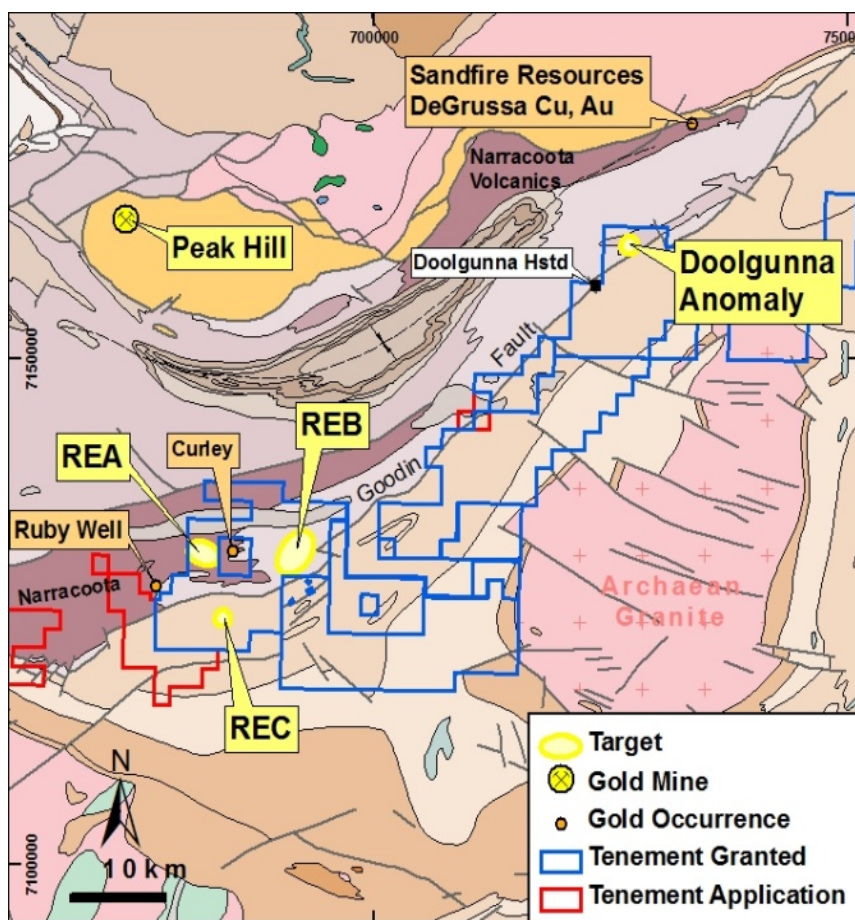 700000
7500
Sandfire Resources
DeGrussa Cu, Au
Narracoota
Volcanics
Peak Hill
Doolgunna Hstd
Doolgunna
Anomaly
7150000
Fault
REB
REA
Curley
Goodin
Ruby Well
Narracoota
Archaean
Granite
REC
N
10 km
7100000
Target
Gold Mine
Gold Occurrence
Tenement Granted
Tenement Application